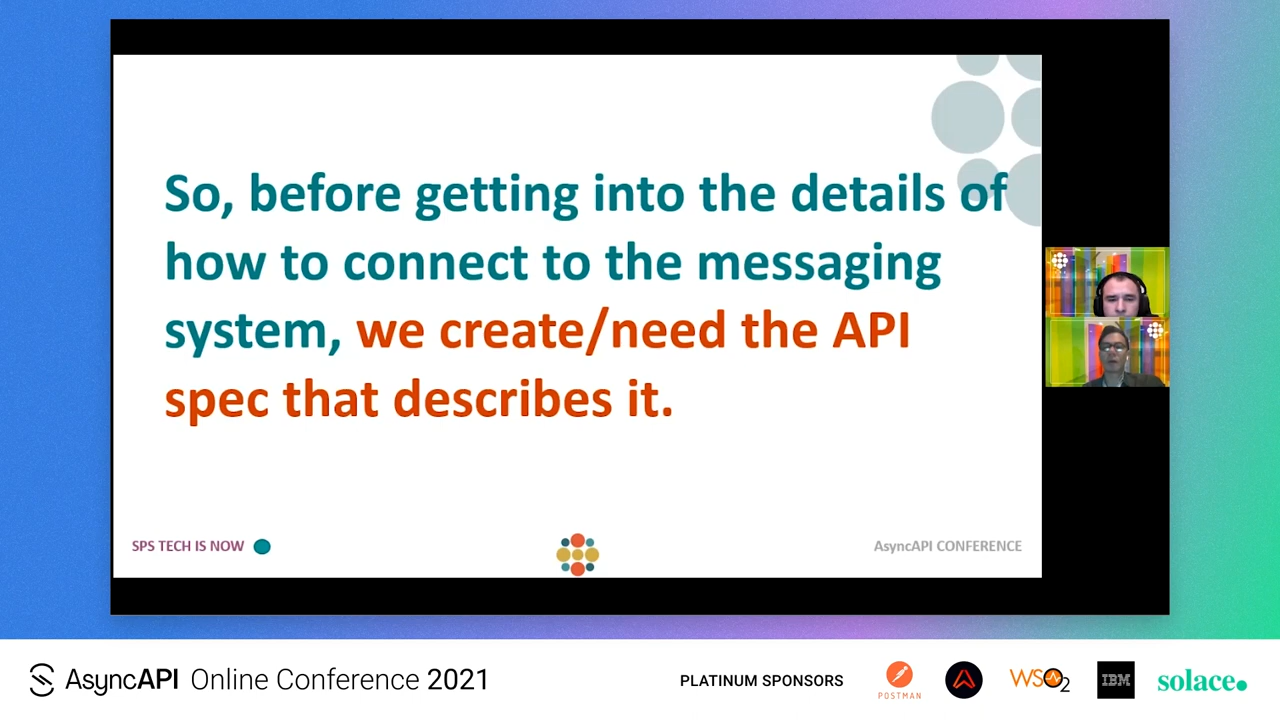 So, before getting into the details of
how to connect to the messaging
system, we create/need the API
spec that describes it.
SPS TECH IS NOW
AsyncAPI CONFERENCE
AsyncAPI Online Conference 2021
PLATINUM SPONSORS
POSTMAN
WSO2
IBM
solace.